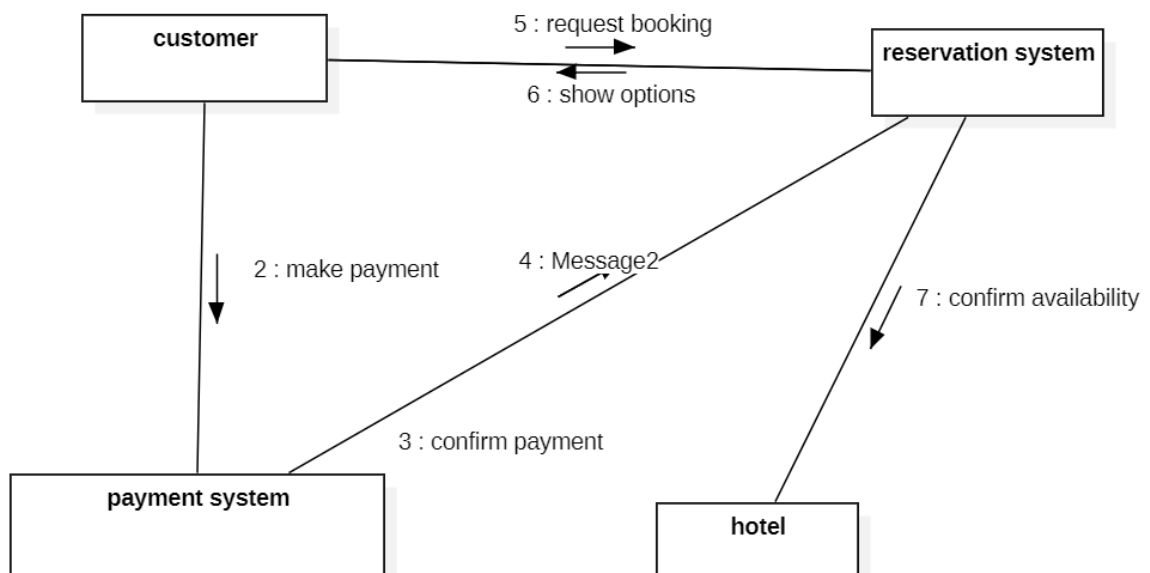 5 : request booking
customer
reservation system
6 : show options
4 : Message2
2 : make payment
7 : confirm availability
3 : confirm payment
payment system
hotel